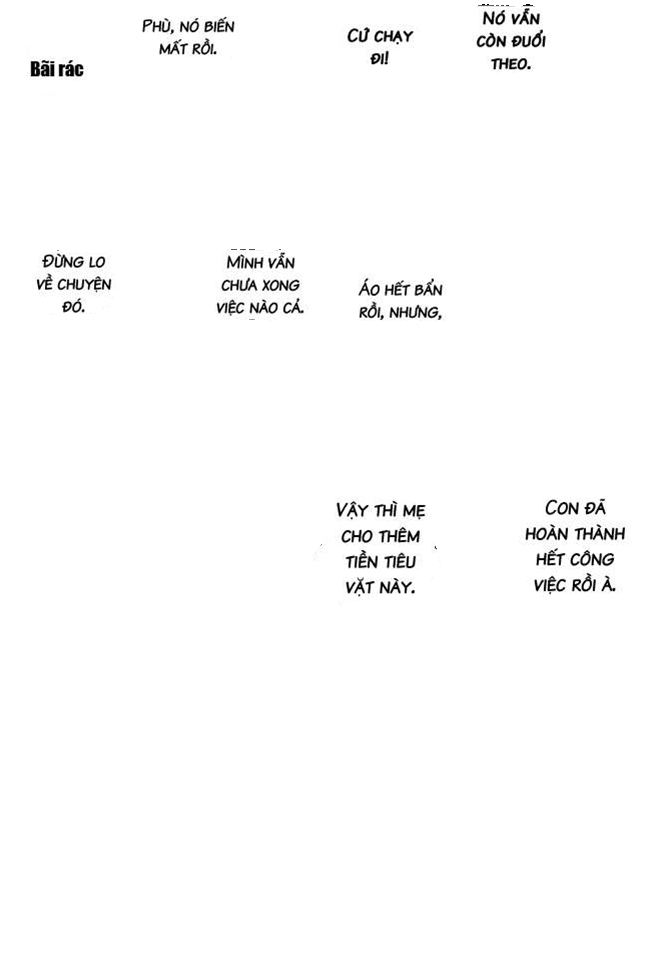 NÓ VẪN
CÒN ĐUỔI
THEO.
CỨ CHẠY
ĐI!
PHÙ, NÓ BIẾN
MẤT RỒI.
Bãi rác
ÁO HẾT BẨN
RỒI, NHƯNG,
MÌNH VẪN
CHƯA XONG
VIỆC NÀO CẢ.
ĐỪNG LO
VỀ CHUYỆN
ĐÓ.
CON ĐÃ
HOÀN THÀNH
HẾT CÔNG
VIỆC RỒI À.
VẬY THÌ MẸ
CHO THÊM
TIỀN TIÊU
VẶT NÀY.